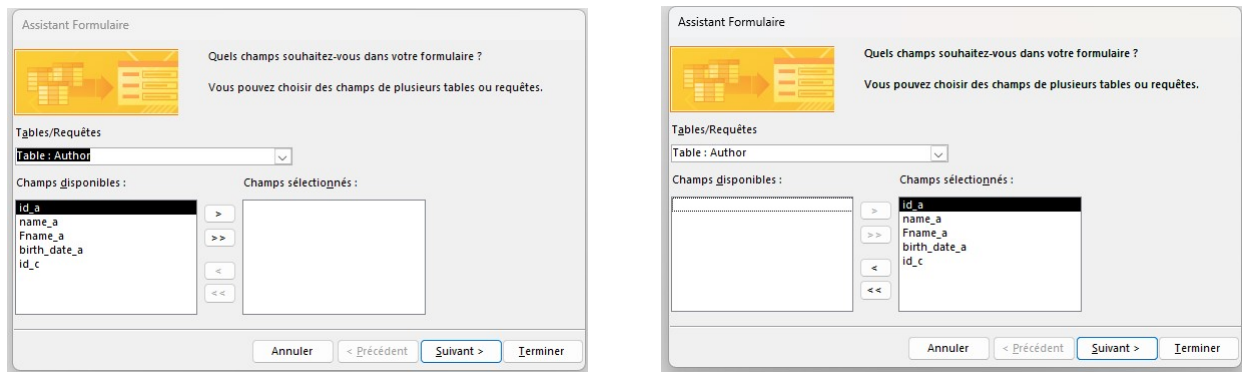 Assistant Formulaire
Quels champs souhaitez-vous dans votre formulaire ?
Vous pouvez choisir des champs de plusieurs tables ou requêtes.
Tables/Requêtes
Table : Author
Champs disponibles :
Champs sélectionnés :
id_a
name_a
Fname_a
birth_date_a
id_c
>
>>
<
<<
Annuler
< Précédent
Suivant >
Terminer
Assistant Formulaire
Quels champs souhaitez-vous dans votre formulaire ?
Vous pouvez choisir des champs de plusieurs tables ou requêtes.
Tables/Requêtes
Table : Author
Champs disponibles :
Champs sélectionnés :
>
>>
<
<<
id_a
name_a
Fname_a
birth_date_a
id_c
Annuler
< Précédent
Suivant >
Terminer